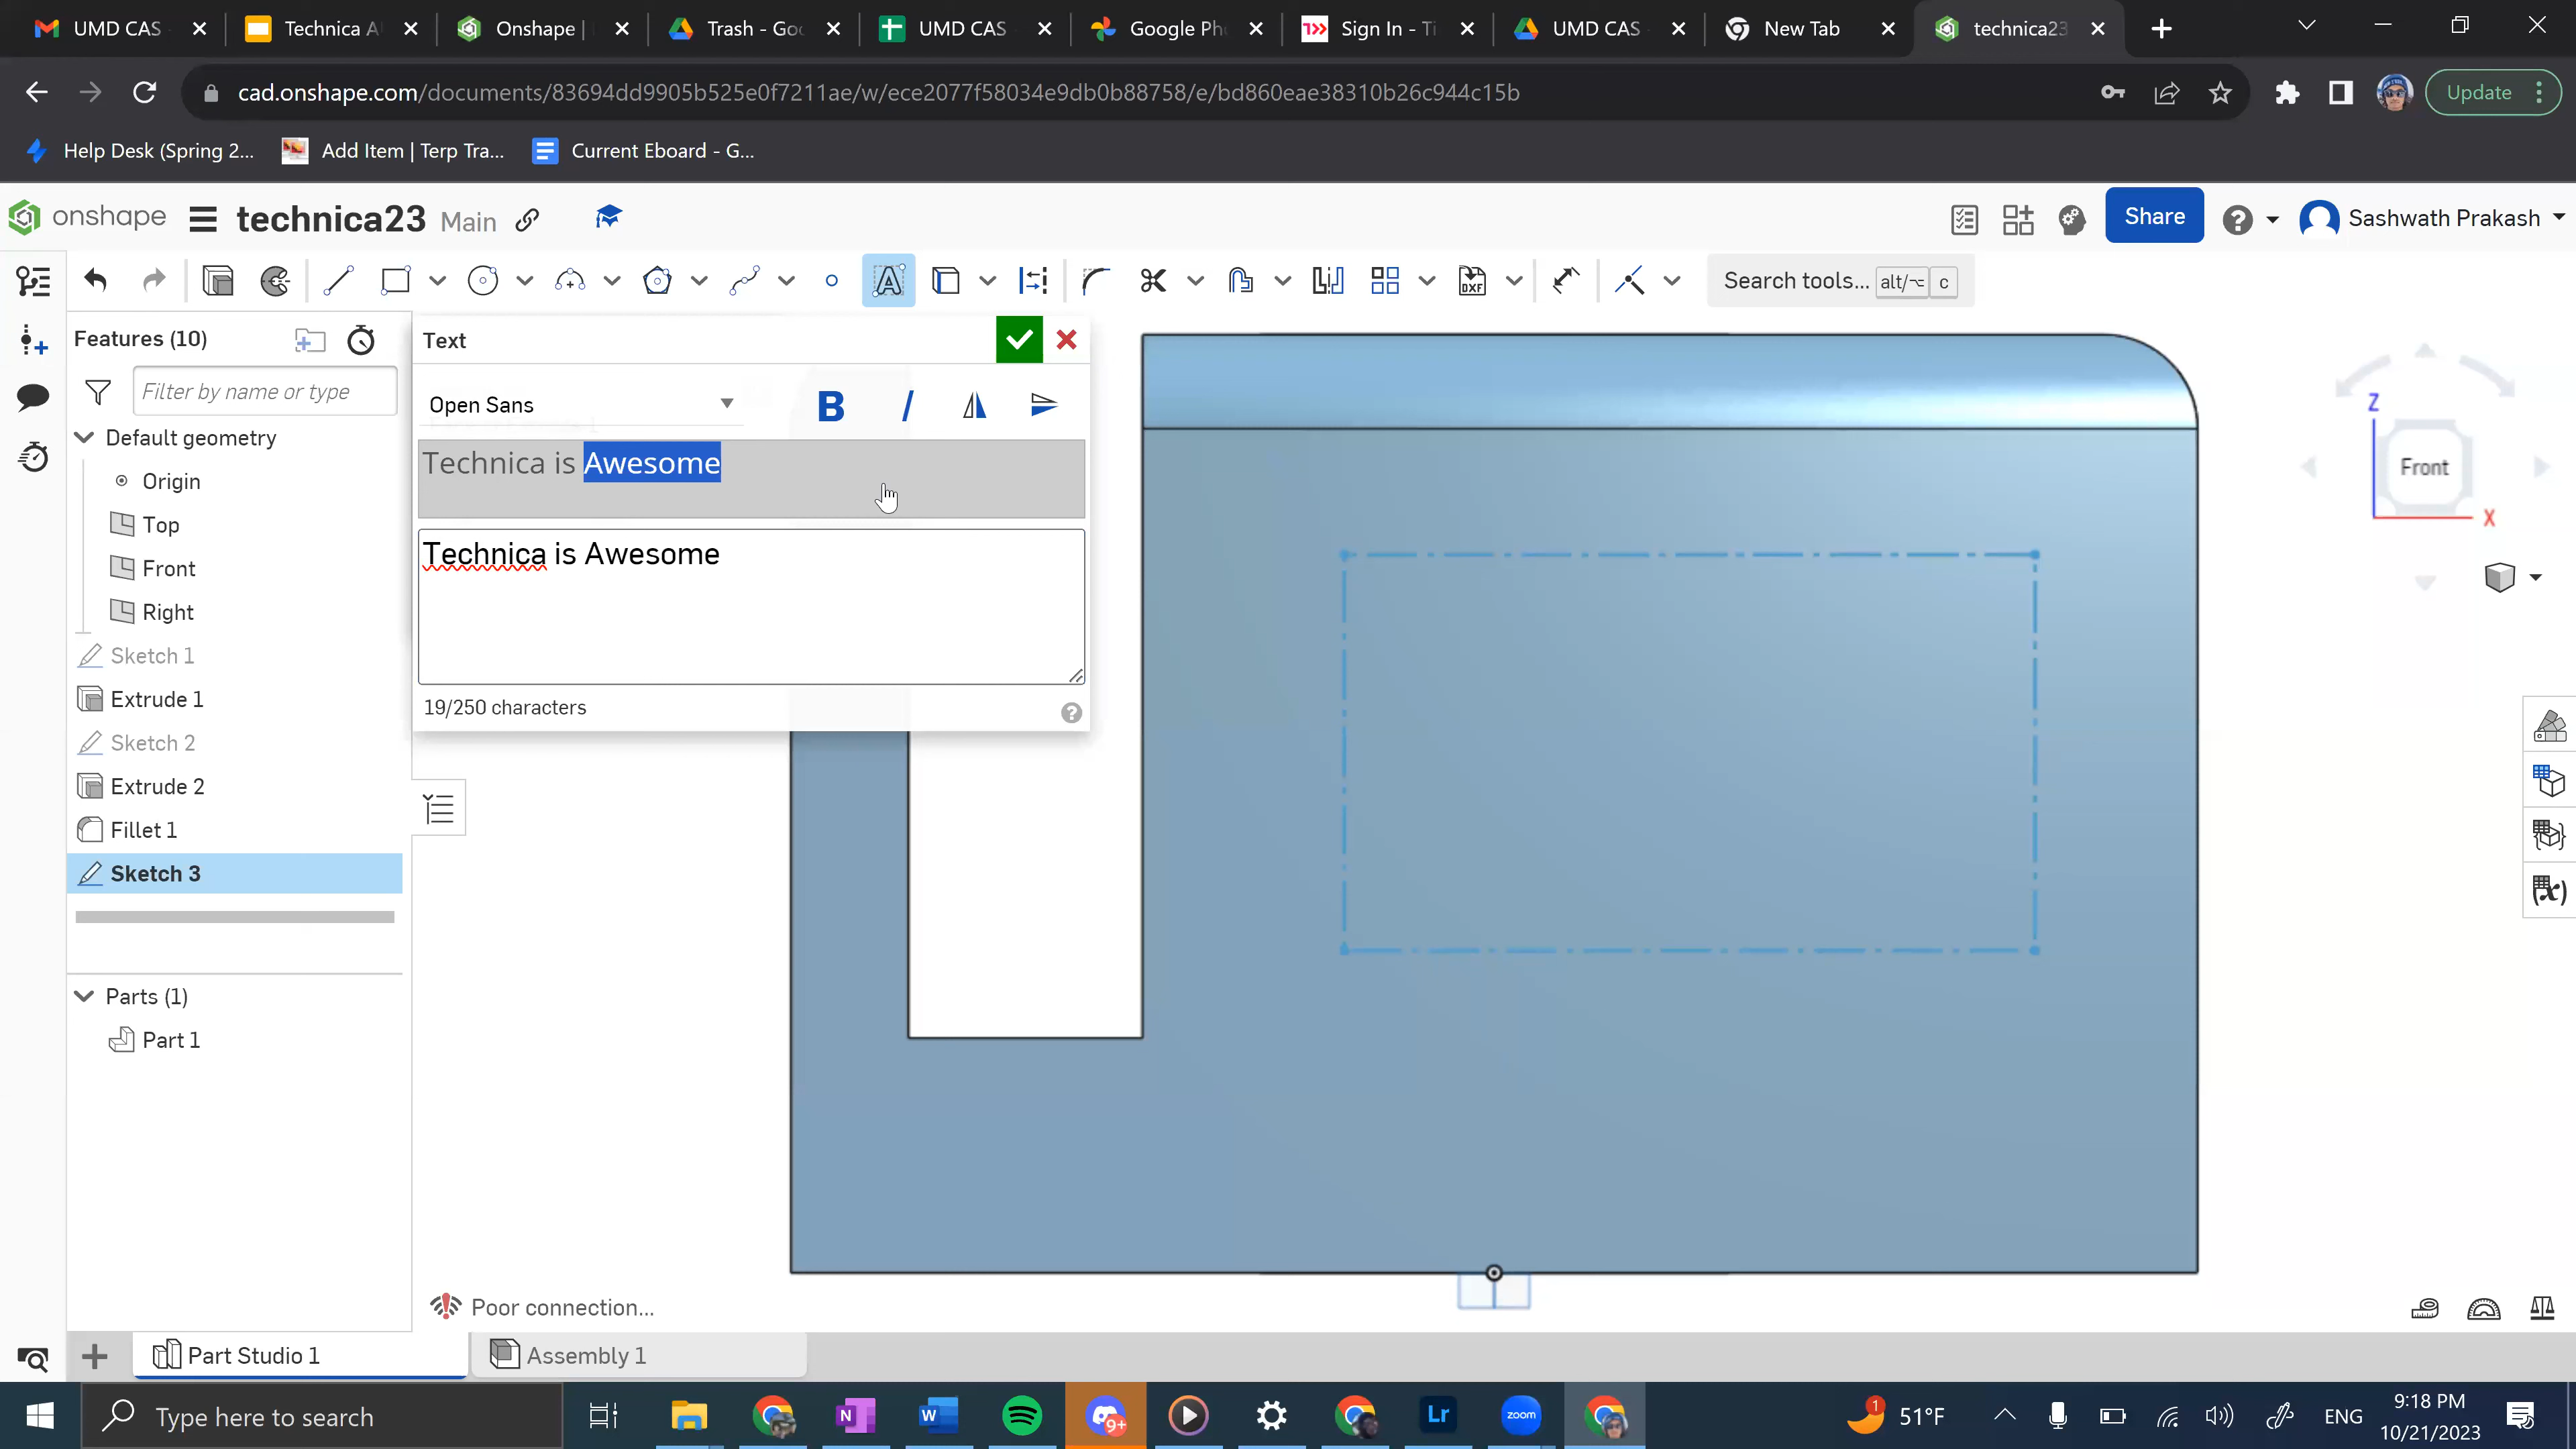 UMD CAS
Technica A
Onshape |
Trash - Goo
UMD CAS
Google Ph
Sign In - Ti
UMD CAS
New Tab
technica23
cad.onshape.com/documents/83694dd9905b525e0f7211ae/w/ece2077f58034e9db0b88758/e/bd860eae38310b26c944c15b
Update
Help Desk (Spring 2...
Add Item | Terp Tra...
Current Eboard - G...
onshape
technica23 Main
Share
Sashwath Prakash
DXF
Search tools... alt/⌥ c
Features (10)
Filter by name or type
Default geometry
Origin
Top
Front
Right
Sketch 1
Extrude 1
Sketch 2
Extrude 2
Fillet 1
Sketch 3
Parts (1)
Part 1
Text
Open Sans
B I
Technica is Awesome
Technica is Awesome
19/250 characters
Z
Front
X
Poor connection...
Part Studio 1
Assembly 1
Type here to search
N
W
9+
Lr
zoom
1
51°F
ENG
9:18 PM
10/21/2023